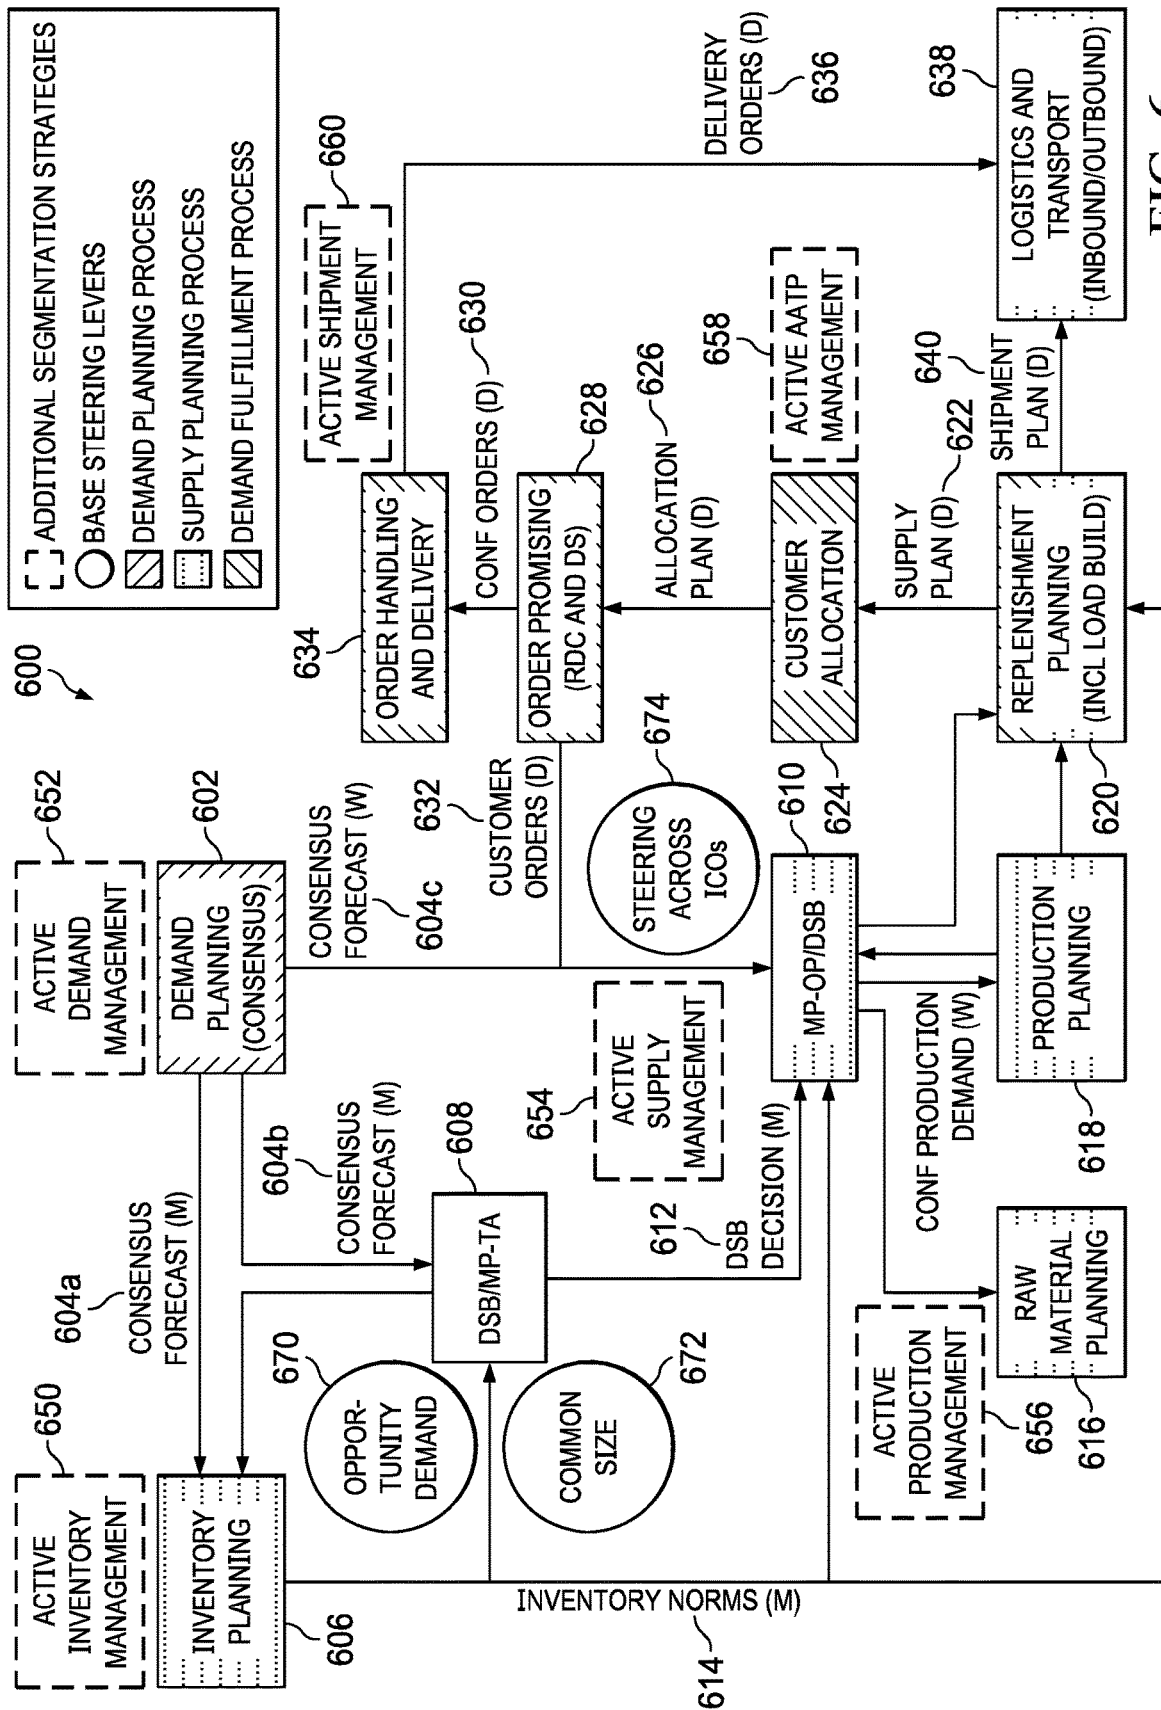 600
ADDITIONAL SEGMENTATION STRATEGIES
BASE STEERING LEVERS
DEMAND PLANNING PROCESS
SUPPLY PLANNING PROCESS
DEMAND FULFILLMENT PROCESS
650
ACTIVE
INVENTORY
MANAGEMENT
652
ACTIVE
DEMAND
MANAGEMENT
604a
CONSENSUS
FORECAST (M)
INVENTORY
PLANNING
606
DEMAND
PLANNING
(CONSENSUS)
602
604b
CONSENSUS
FORECAST (M)
CONSENSUS
FORECAST (W)
604c
670
OPPOR-
TUNITY
DEMAND
DSB/MP-TA
608
COMMON
SIZE
672
634
ORDER HANDLING
AND DELIVERY
ACTIVE SHIPMENT
MANAGEMENT
660
CONF ORDERS (D)
630
632
CUSTOMER
ORDERS (D)
ORDER PROMISING
(RDC AND DS)
628
654
ACTIVE
SUPPLY
MANAGEMENT
STEERING
ACROSS
ICOs
674
ALLOCATION
PLAN (D)
626
DELIVERY
ORDERS (D)
636
INVENTORY NORMS (M)
614
612
DSB
DECISION (M)
MP-OP/DSB
610
CUSTOMER
ALLOCATION
624
ACTIVE AATP
MANAGEMENT
658
ACTIVE
PRODUCTION
MANAGEMENT
656
CONF PRODUCTION
DEMAND (W)
SUPPLY
PLAN (D)
622
640
SHIPMENT
PLAN (D)
RAW
MATERIAL
PLANNING
616
PRODUCTION
PLANNING
618
REPLENISHMENT
PLANNING
(INCL LOAD BUILD)
620
LOGISTICS AND
TRANSPORT
(INBOUND/OUTBOUND)
638